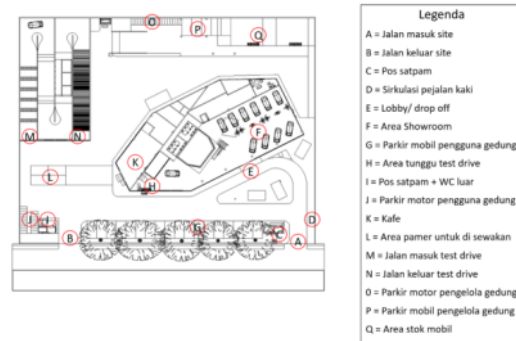 O
P
Q
M
N
F
K
H
E
L
J
I
G
D
B
C
A
Legenda
A = Jalan masuk site
B = Jalan keluar site
C = Pos satpam
D = Sirkulasi pejalan kaki
E = Lobby/ drop off
F = Area Showroom
G = Parkir mobil pengguna gedung
H = Area tunggu test drive
I = Pos satpam + WC luar
J = Parkir motor pengguna gedung
K = Kafe
L = Area pamer untuk di sewakan
M = Jalan masuk test drive
N = Jalan keluar test drive
0 = Parkir motor pengelola gedung
P = Parkir mobil pengelola gedung
Q = Area stok mobil